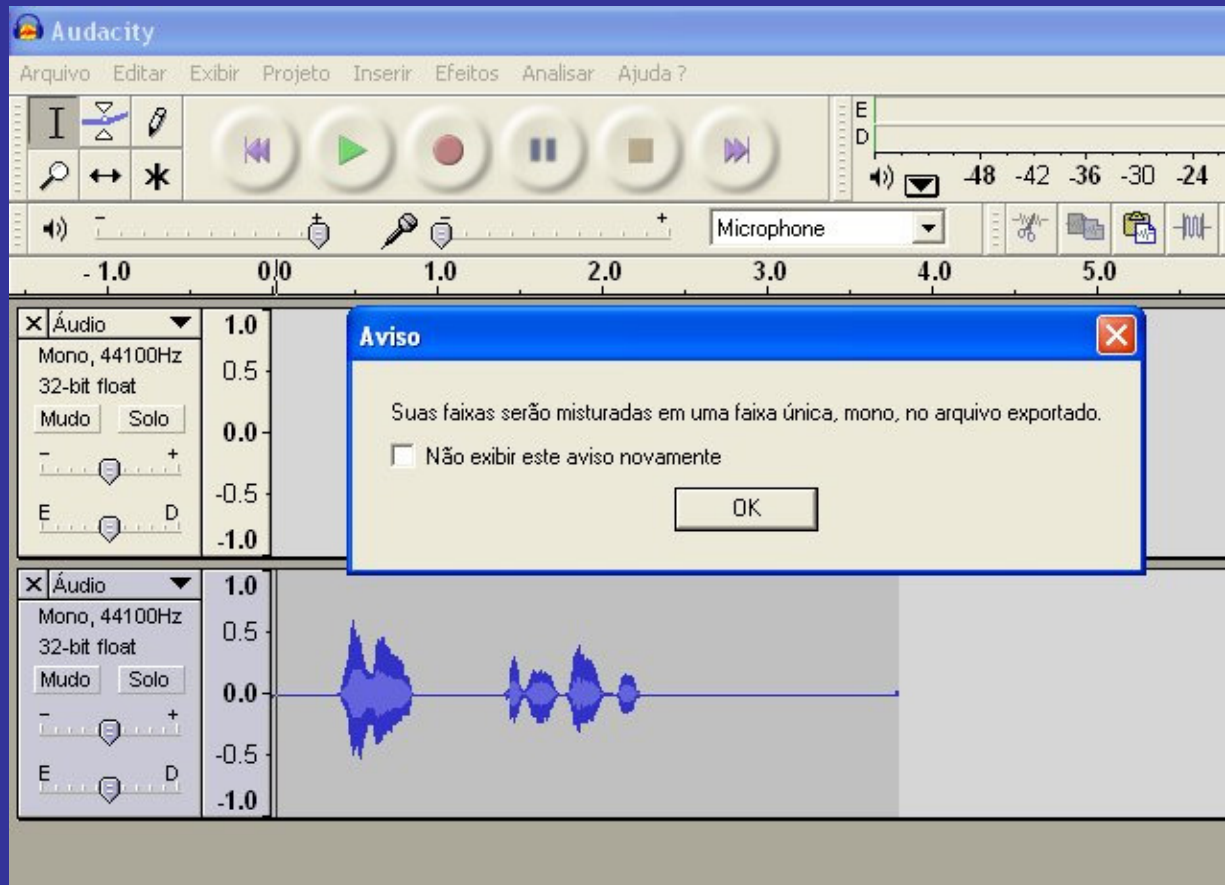 Audacity
Arquivo Editar Exibir Projeto Inserir Efeitos Analisar Ajuda ?
E
D
-48 -42 -36 -30 -24
- + - + Microphone
- 1.0 0,0 1.0 2.0 3.0 4.0 5.0
X Áudio 1.0
Mono, 44100Hz
32-bit float 0.5
Mudo Solo
0.0
- +
-0.5
E D
-1.0
Aviso
Suas faixas serão misturadas em uma faixa única, mono, no arquivo exportado.
Não exibir este aviso novamente
OK
X Áudio 1.0
Mono, 44100Hz
0.5
32-bit float
Mudo Solo
0.0
- +
-0.5
E D
-1.0